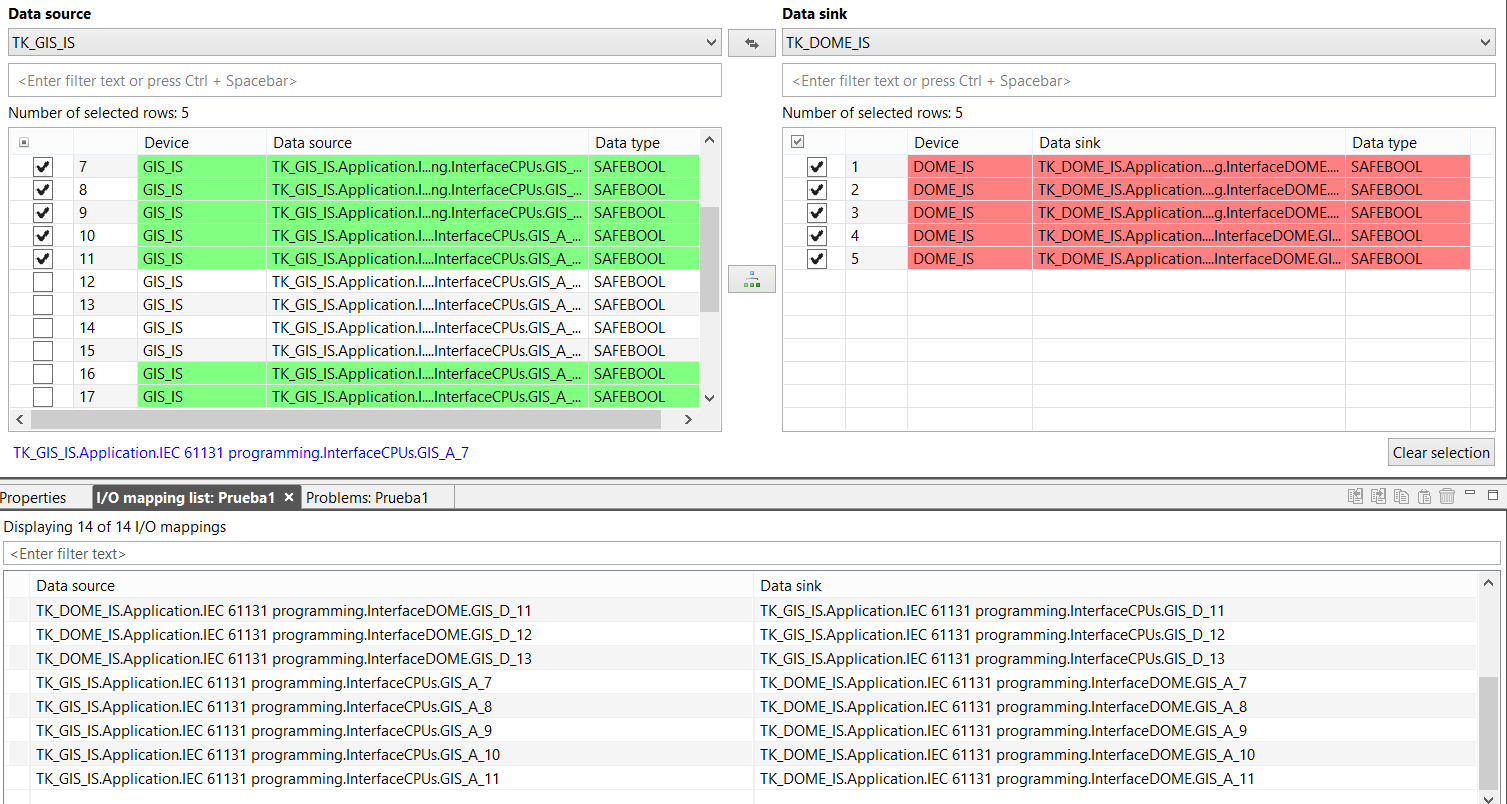 Data source Data sink
TK_GIS_IS TK_DOME_IS
<Enter filter text or press Ctrl + Spacebar> <Enter filter text or press Ctrl + Spacebar>
Number of selected rows: 5 Number of selected rows: 5
Device Data source Data type Device Data sink Data type
7 GIS_IS TK_GIS_IS.Application.I...ng.InterfaceCPUs.GIS_... SAFEBOOL 1 DOME_IS TK_DOME_IS.Application....g.InterfaceDOME.... SAFEBOOL
8 GIS_IS TK_GIS_IS.Application.I...ng.InterfaceCPUs.GIS_... SAFEBOOL 2 DOME_IS TK_DOME_IS.Application....g.InterfaceDOME.... SAFEBOOL
9 GIS_IS TK_GIS_IS.Application.I...ng.InterfaceCPUs.GIS_... SAFEBOOL 3 DOME_IS TK_DOME_IS.Application....g.InterfaceDOME.... SAFEBOOL
10 GIS_IS TK_GIS_IS.Application.I....InterfaceCPUs.GIS_A_... SAFEBOOL 4 DOME_IS TK_DOME_IS.Application....InterfaceDOME.GI... SAFEBOOL
11 GIS_IS TK_GIS_IS.Application.I....InterfaceCPUs.GIS_A_... SAFEBOOL 5 DOME_IS TK_DOME_IS.Application....InterfaceDOME.GI... SAFEBOOL
12 GIS_IS TK_GIS_IS.Application.I....InterfaceCPUs.GIS_A_... SAFEBOOL
13 GIS_IS TK_GIS_IS.Application.I....InterfaceCPUs.GIS_A_... SAFEBOOL
14 GIS_IS TK_GIS_IS.Application.I....InterfaceCPUs.GIS_A_... SAFEBOOL
15 GIS_IS TK_GIS_IS.Application.I....InterfaceCPUs.GIS_A_... SAFEBOOL
16 GIS_IS TK_GIS_IS.Application.I....InterfaceCPUs.GIS_A_... SAFEBOOL
17 GIS_IS TK_GIS_IS.Application.I....InterfaceCPUs.GIS_A_... SAFEBOOL
TK_GIS_IS.Application.IEC 61131 programming.InterfaceCPUs.GIS_A_7 Clear selection
Properties I/O mapping list: Prueba1 Problems: Prueba1
Displaying 14 of 14 I/O mappings
<Enter filter text>
Data source Data sink
TK_DOME_IS.Application.IEC 61131 programming.InterfaceDOME.GIS_D_11 TK_GIS_IS.Application.IEC 61131 programming.InterfaceCPUs.GIS_D_11
TK_DOME_IS.Application.IEC 61131 programming.InterfaceDOME.GIS_D_12 TK_GIS_IS.Application.IEC 61131 programming.InterfaceCPUs.GIS_D_12
TK_DOME_IS.Application.IEC 61131 programming.InterfaceDOME.GIS_D_13 TK_GIS_IS.Application.IEC 61131 programming.InterfaceCPUs.GIS_D_13
TK_GIS_IS.Application.IEC 61131 programming.InterfaceCPUs.GIS_A_7 TK_DOME_IS.Application.IEC 61131 programming.InterfaceDOME.GIS_A_7
TK_GIS_IS.Application.IEC 61131 programming.InterfaceCPUs.GIS_A_8 TK_DOME_IS.Application.IEC 61131 programming.InterfaceDOME.GIS_A_8
TK_GIS_IS.Application.IEC 61131 programming.InterfaceCPUs.GIS_A_9 TK_DOME_IS.Application.IEC 61131 programming.InterfaceDOME.GIS_A_9
TK_GIS_IS.Application.IEC 61131 programming.InterfaceCPUs.GIS_A_10 TK_DOME_IS.Application.IEC 61131 programming.InterfaceDOME.GIS_A_10
TK_GIS_IS.Application.IEC 61131 programming.InterfaceCPUs.GIS_A_11 TK_DOME_IS.Application.IEC 61131 programming.InterfaceDOME.GIS_A_11